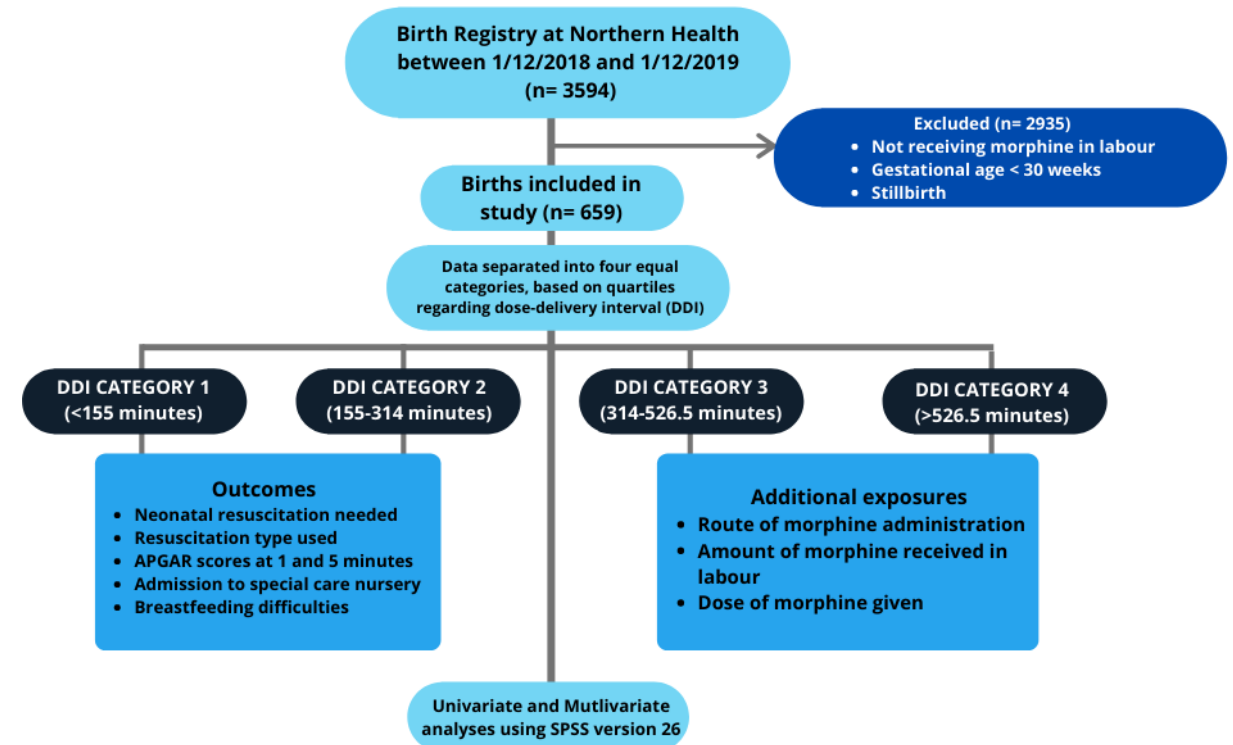 Birth Registry at Northern Health
between 1/12/2018 and 1/12/2019
(n= 3594)
Excluded (n= 2935)
• Not receiving morphine in labour
• Gestational age < 30 weeks
• Stillbirth
Births included in
study (n= 659)
Data separated into four equal
categories, based on quartiles
regarding dose-delivery interval (DDI)
DDI CATEGORY 1
(<155 minutes)
DDI CATEGORY 2
(155-314 minutes)
DDI CATEGORY 3
(314-526.5 minutes)
DDI CATEGORY 4
(>526.5 minutes)
Outcomes
• Neonatal resuscitation needed
• Resuscitation type used
• APGAR scores at 1 and 5 minutes
• Admission to special care nursery
• Breastfeeding difficulties
Additional exposures
• Route of morphine administration
• Amount of morphine received in
labour
• Dose of morphine given
Univariate and Mutlivariate
analyses using SPSS version 26